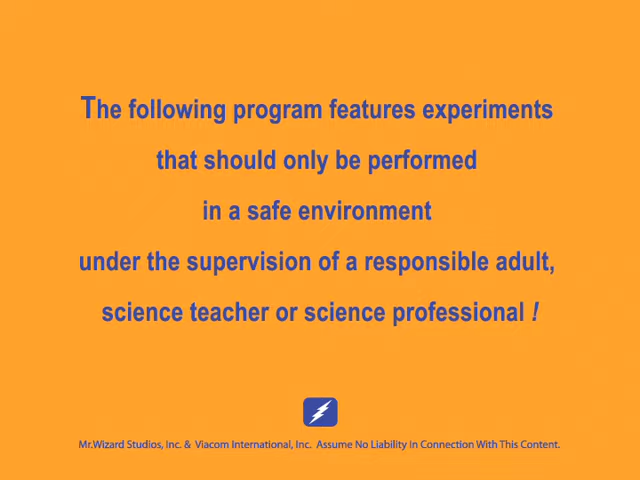 The following program features experiments
that should only be performed
in a safe environment
under the supervision of a responsible adult,
science teacher or science professional !
Mr.Wizard Studios, Inc. & Viacom International, Inc. Assume No Liability In Connection With This Content.